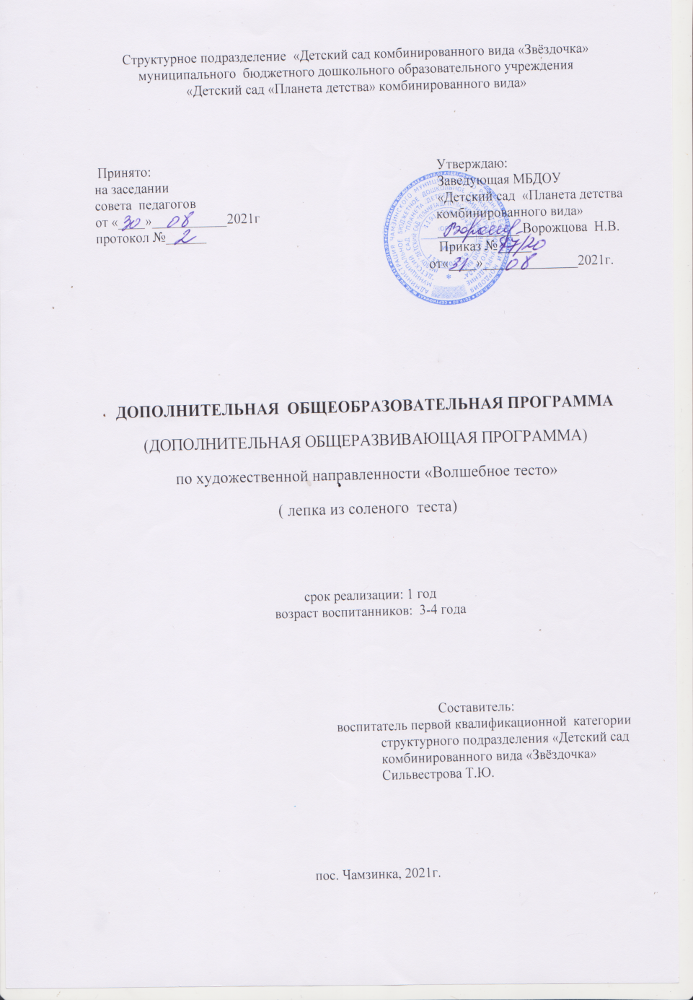 Структурное подразделение «Детский сад комбинированного вида «Звёздочка»
муниципального бюджетного дошкольного образовательного учреждения
«Детский сад «Планета детства» комбинированного вида»
Принято:
на заседании
совета педагогов
от «30» 08 2021г
протокол № 2
Утверждаю:
Заведующая МБДОУ
«Детский сад «Планета детства
комбинированного вида»
Ворожцова Н.В.
Приказ №
от«31» 08 2021г.
ДОПОЛНИТЕЛЬНАЯ ОБЩЕОБРАЗОВАТЕЛЬНАЯ ПРОГРАММА
(ДОПОЛНИТЕЛЬНАЯ ОБЩЕРАЗВИВАЮЩАЯ ПРОГРАММА)
по художественной направленности «Волшебное тесто»
( лепка из соленого теста)
срок реализации: 1 год
возраст воспитанников: 3-4 года
Составитель:
воспитатель первой квалификационной категории
структурного подразделения «Детский сад
комбинированного вида «Звёздочка»
Сильвестрова Т.Ю.
пос. Чамзинка, 2021г.